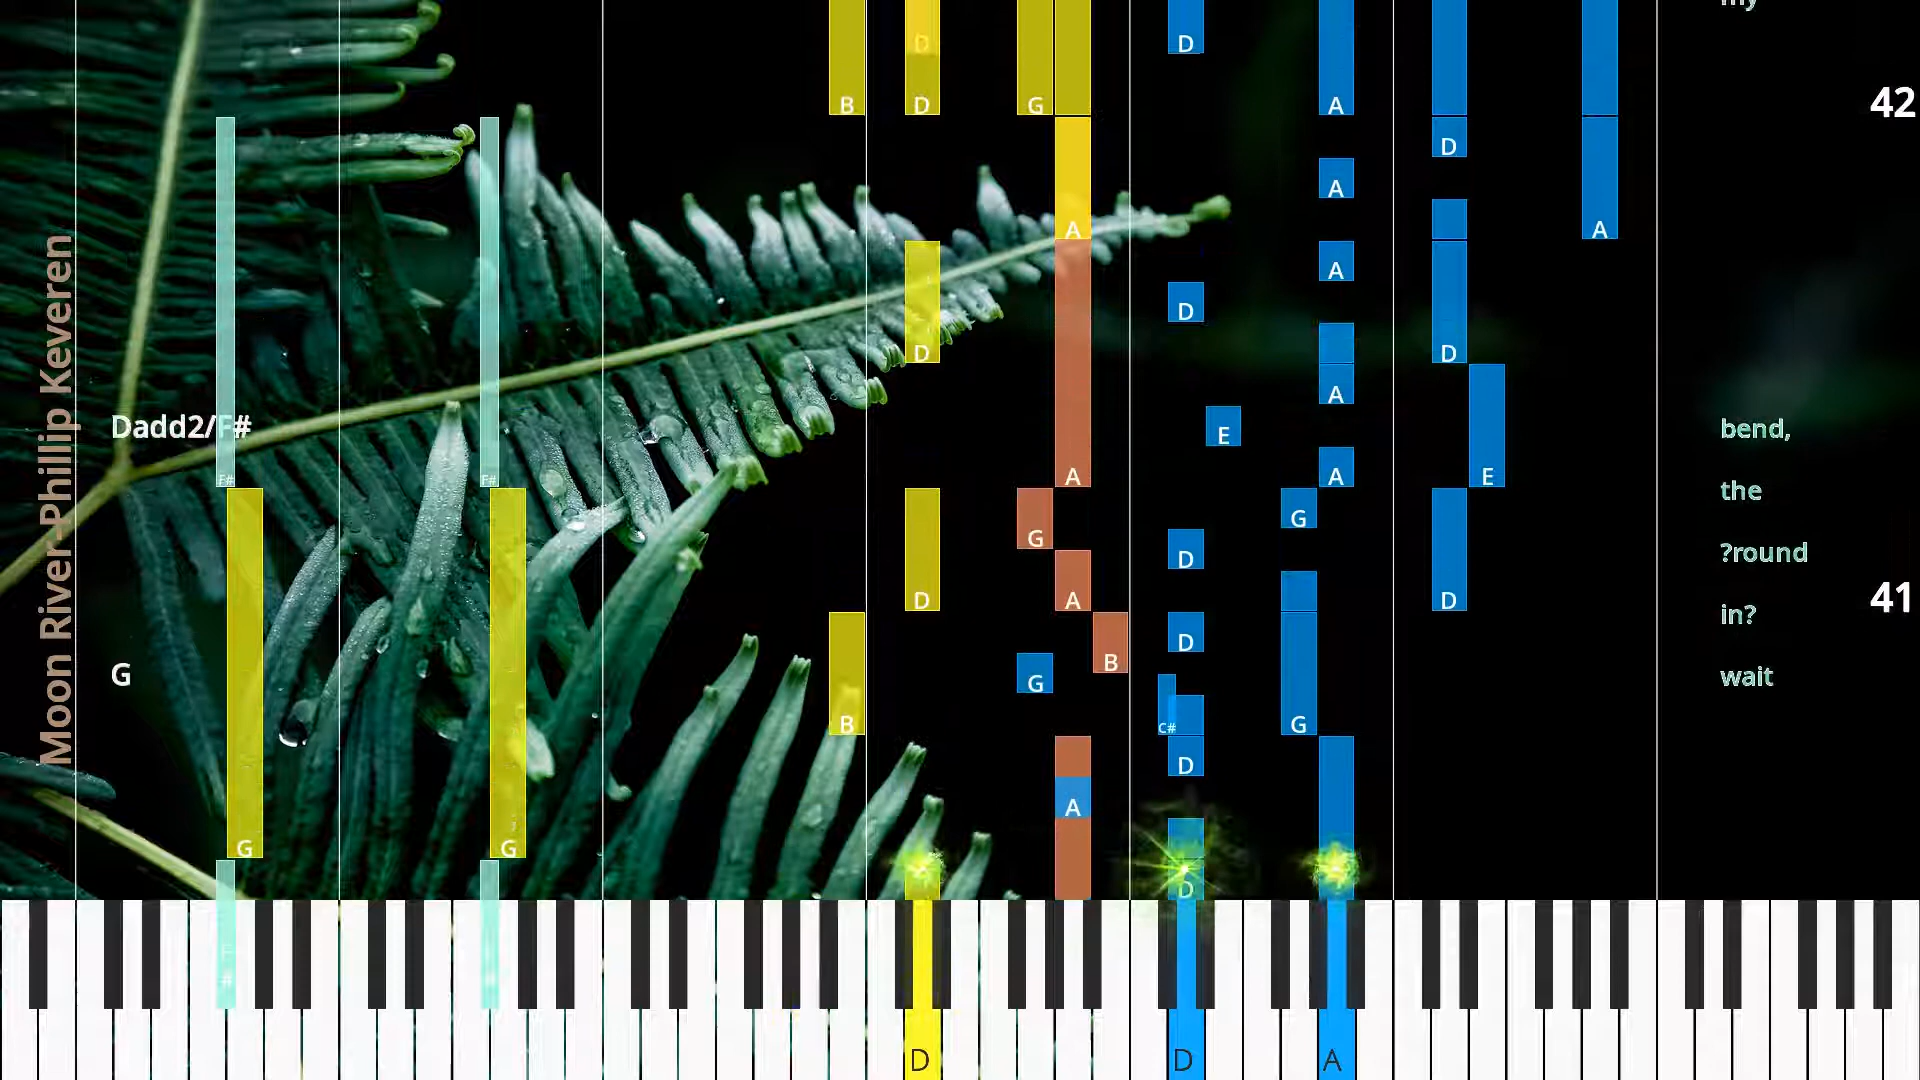 my
D D
B D G A D 42
D
A
A A
A
D
D D
Dadd2/F# A bend,
E
F# F# A A E
the
G G
D ?round
D A D 41
in?
D
B
G wait
G
B C# G
D
A
G G
D
F# #
D D A
Moon River-Phillip Keveren